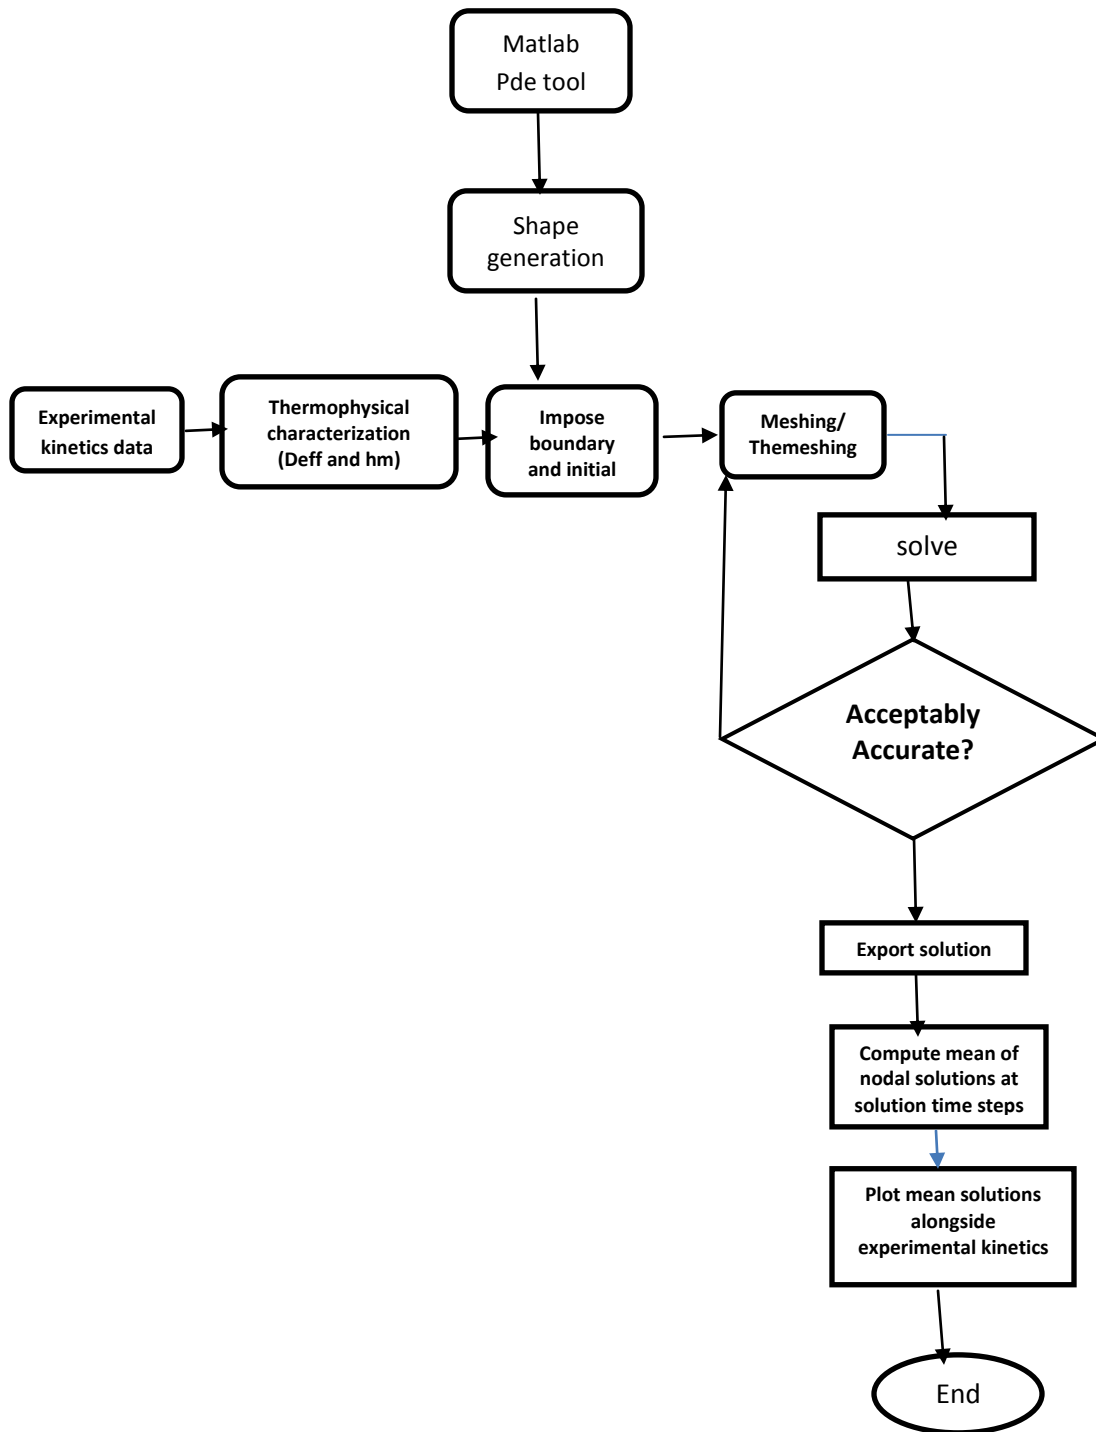 Matlab
Pde tool
Shape
generation
Experimental
kinetics data
Thermophysical
characterization
(Deff and hm)
Impose
boundary
and initial
Meshing/
Themeshing
solve
Acceptably
Accurate?
Export solution
Compute mean of
nodal solutions at
solution time steps
Plot mean solutions
alongside
experimental kinetics
End